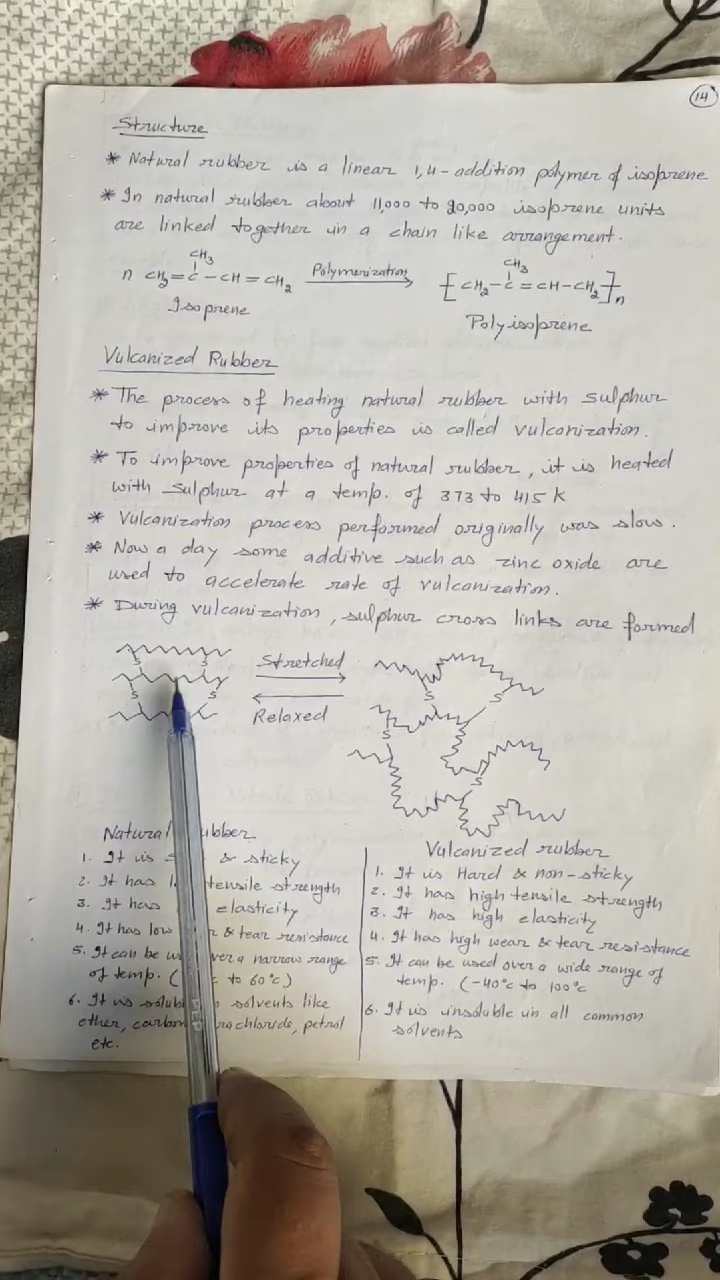 14
Structure
* Natural rubber is a linear 1,4-addition polymer of isoprene
* In natural rubber about 11,000 to 20,000 isoprene units
are linked together in a chain like arrangement.
CH3 CH3
n CH2=C-CH=CH2 Polymerization [CH2-C=CH-CH2]n
Isoprene Polyisoprene
Vulcanized Rubber
* The process of heating natural rubber with sulphur
to improve its properties is called vulcanization.
* To improve properties of natural rubber, it is heated
with sulphur at a temp. of 373 to 415 K
* Vulcanization process performed originally was slow.
* Now a day some additive such as zinc oxide are
used to accelerate rate of vulcanization.
* During vulcanization, sulphur cross links are formed
S S Stretched S S
S S Relaxed S
S
Natural ubber
1. It is & sticky
2. It has tensile strength
3. It has elasticity
4. It has low & tear resistance
5. It can be over a narrow range
of temp. ( to 60°c)
6. It is solub solvents like
ether, carbon rachloride, petrol
etc.
Vulcanized rubber
1. It is Hard & non-sticky
2. It has high tensile strength
3. It has high elasticity
4. It has high wear & tear resistance
5. It can be used over a wide range of
temp. (-40°c to 100°c
6. It is insoluble in all common
solvents
PEP